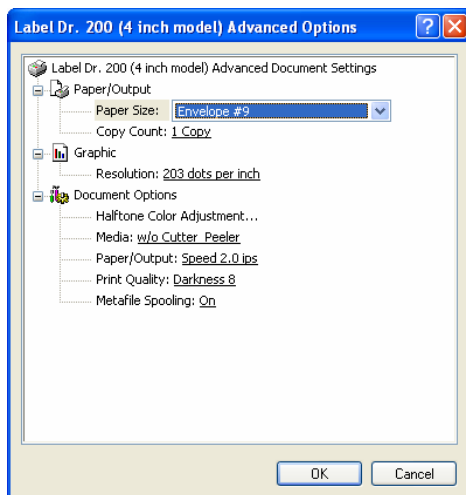 Label Dr. 200 (4 inch model) Advanced Options
Label Dr. 200 (4 inch model) Advanced Document Settings
Paper/Output
Paper Size: Envelope #9
Copy Count: 1 Copy
Graphic
Resolution: 203 dots per inch
Document Options
Halftone Color Adjustment...
Media: w/o Cutter Peeler
Paper/Output: Speed 2.0 ips
Print Quality: Darkness 8
Metafile Spooling: On
OK Cancel